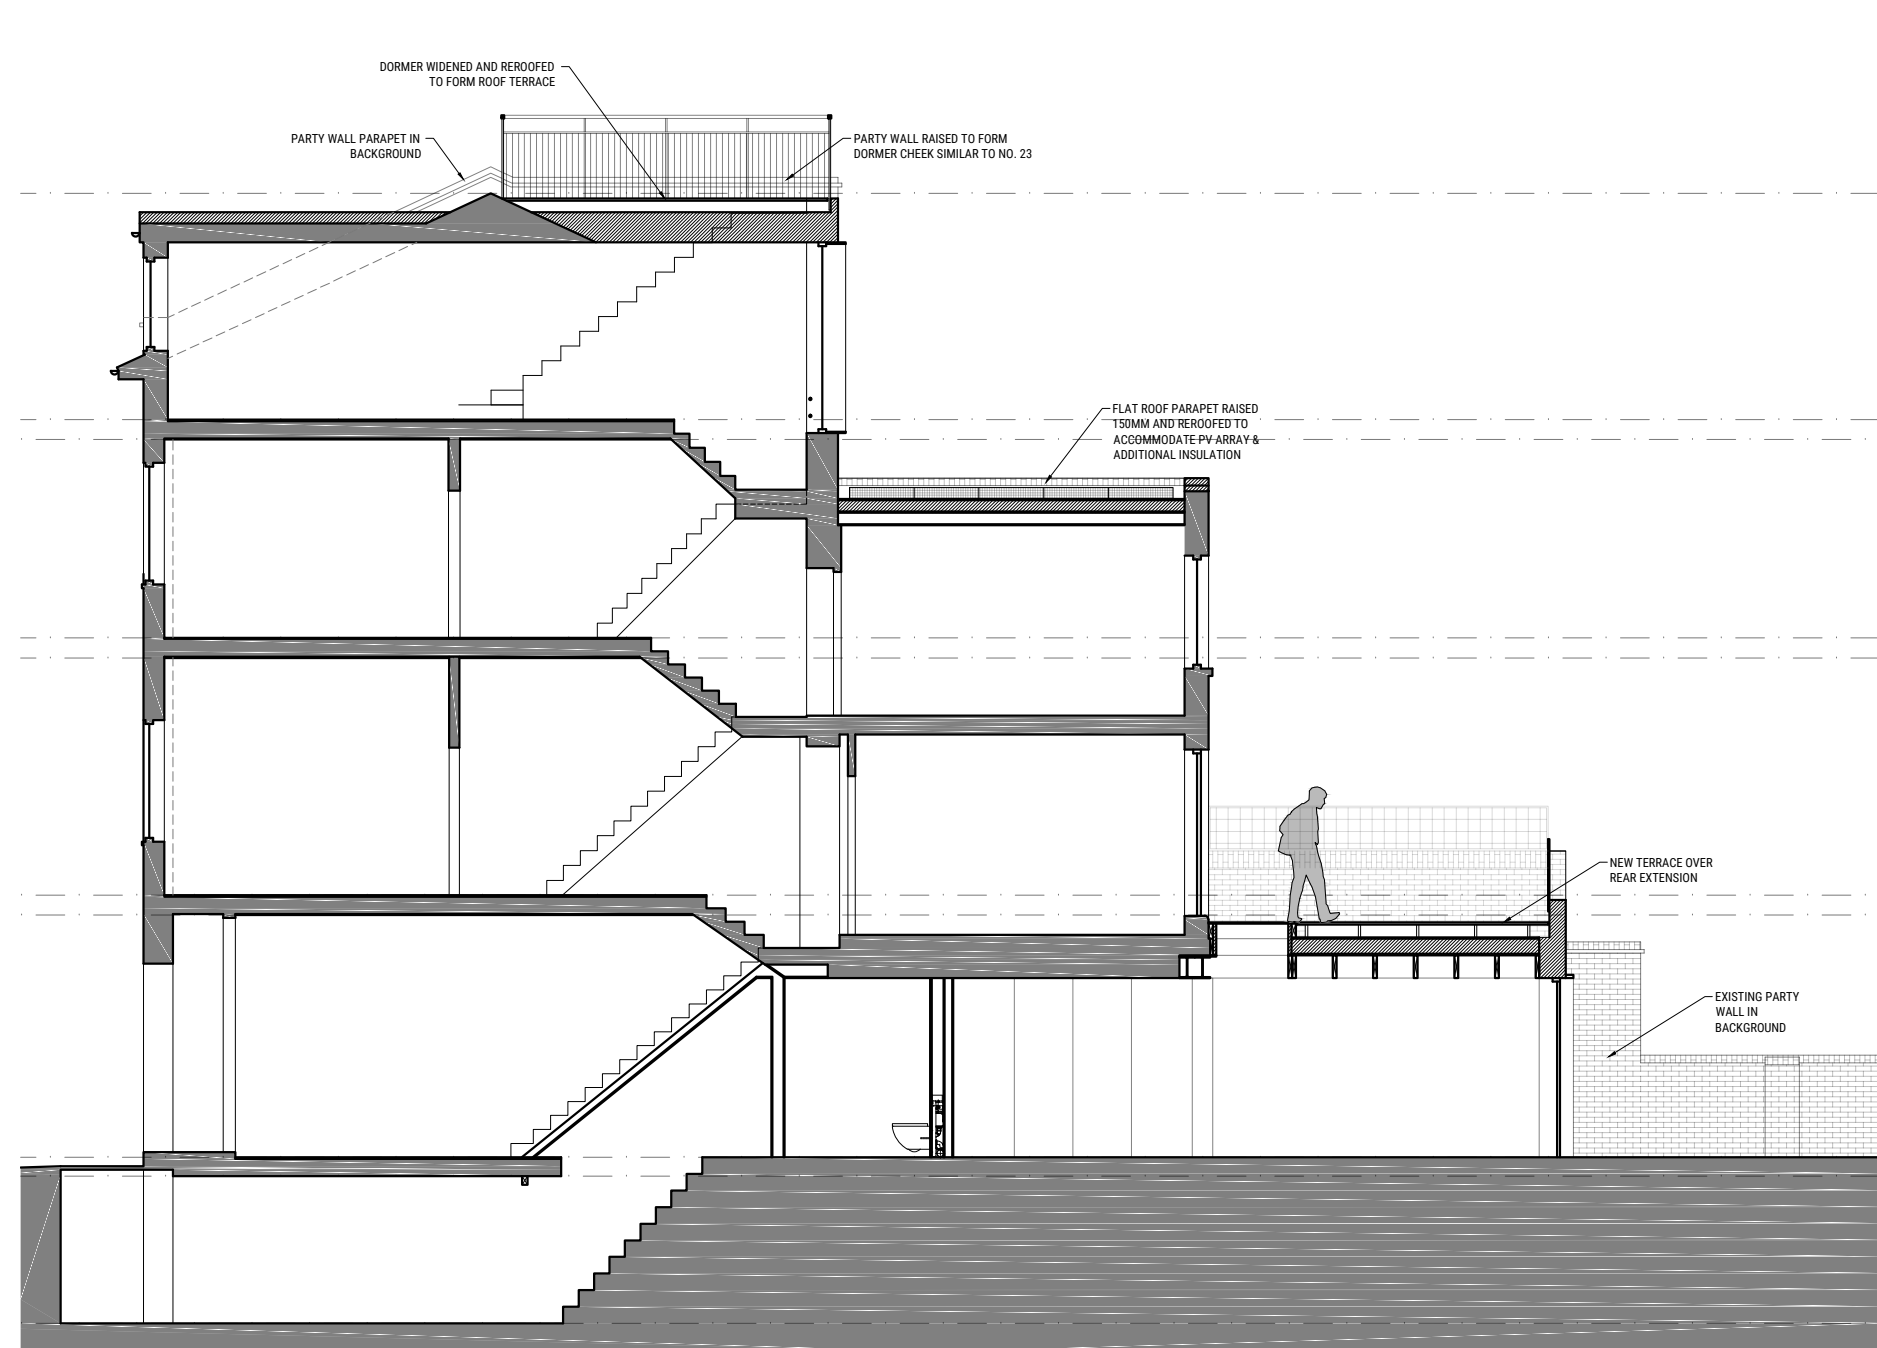 DORMER WIDENED AND REROOFED
TO FORM ROOF TERRACE
PARTY WALL PARAPET IN
BACKGROUND
PARTY WALL RAISED TO FORM
DORMER CHEEK SIMILAR TO NO. 23
FLAT ROOF PARAPET RAISED
150MM AND REROOFED TO
ACCOMMODATE PV ARRAY &
ADDITIONAL INSULATION
NEW TERRACE OVER
REAR EXTENSION
EXISTING PARTY
WALL IN
BACKGROUND